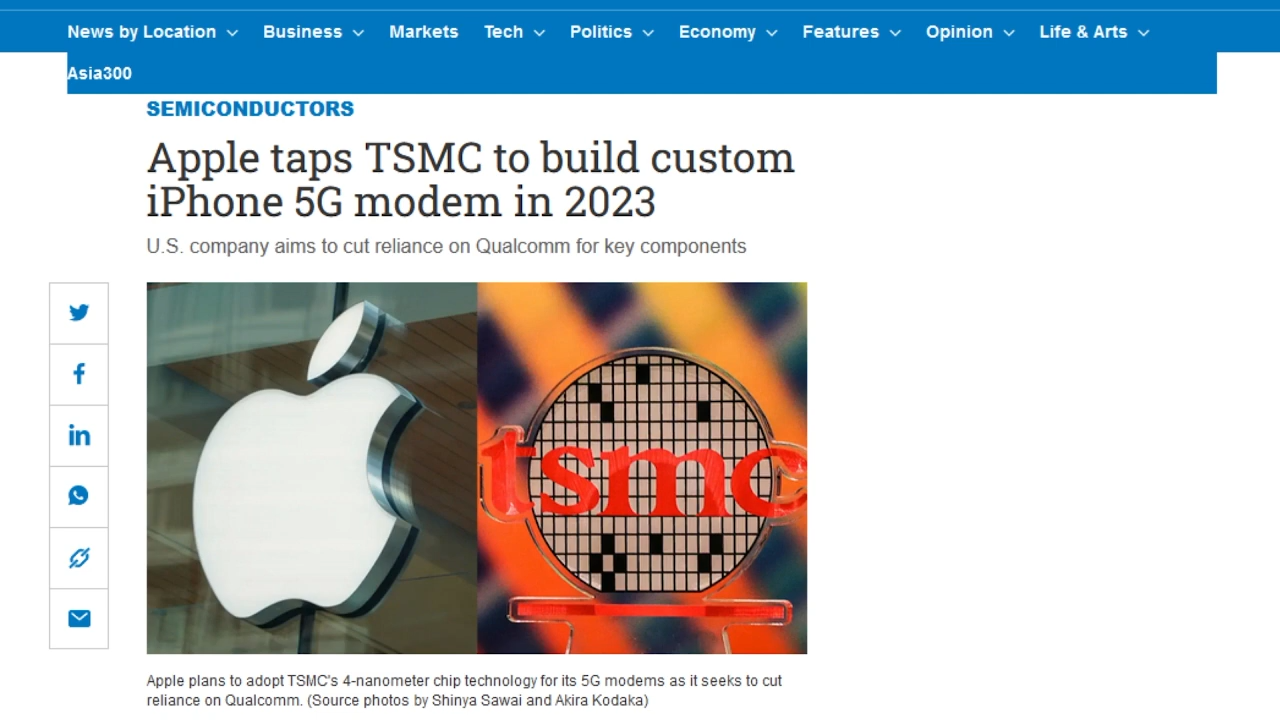 News by Location Business Markets Tech Politics Economy Features Opinion Life & Arts
Asia300
SEMICONDUCTORS
Apple taps TSMC to build custom
iPhone 5G modem in 2023
U.S. company aims to cut reliance on Qualcomm for key components
tsmc
Apple plans to adopt TSMC's 4-nanometer chip technology for its 5G modems as it seeks to cut
reliance on Qualcomm. (Source photos by Shinya Sawai and Akira Kodaka)